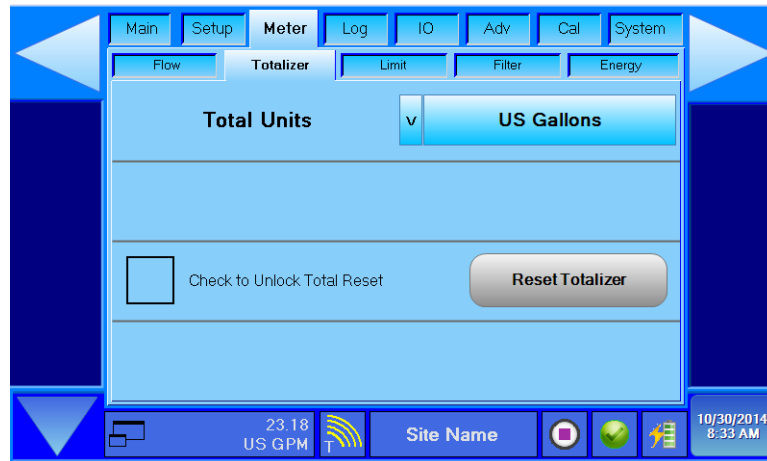 Main Setup Meter Log IO Adv Cal System
Flow Totalizer Limit Filter Energy
Total Units v US Gallons
Check to Unlock Total Reset Reset Totalizer
23.18
US GPM T Site Name
10/30/2014
8:33 AM